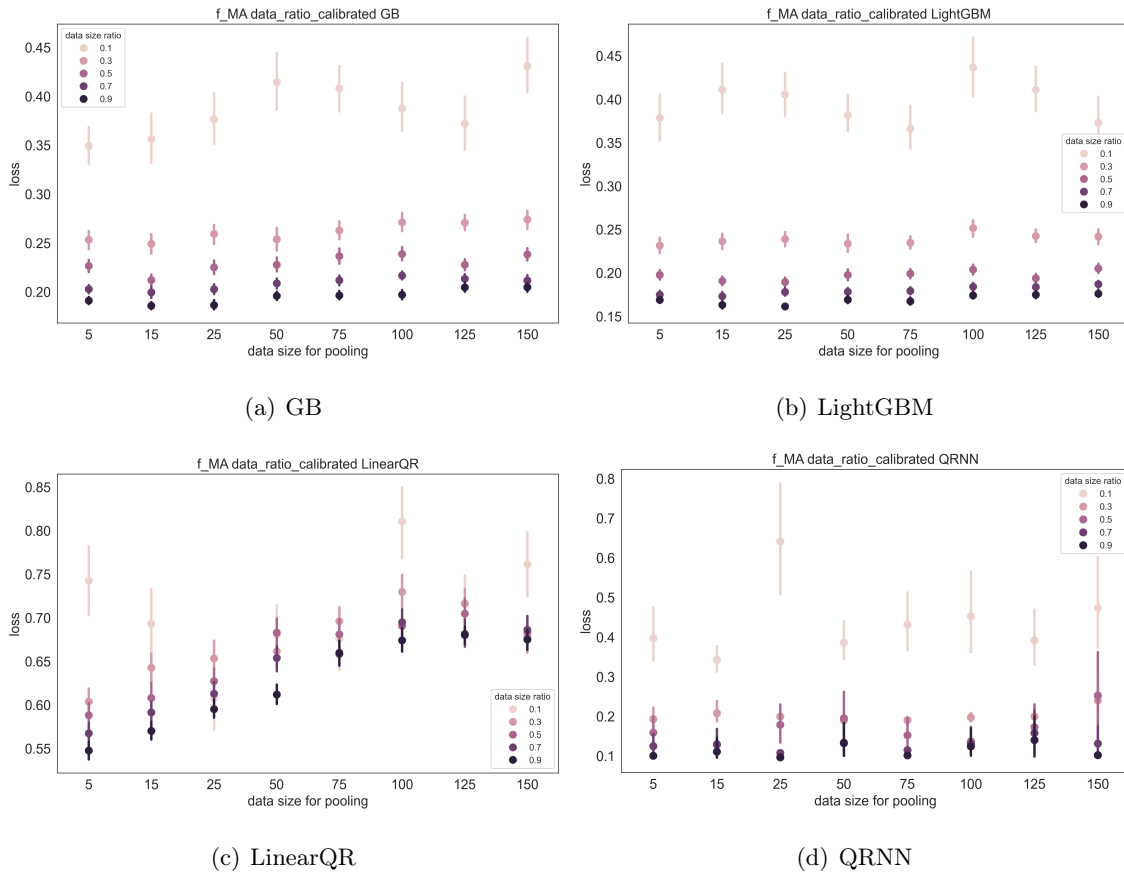 f_MA data_ratio_calibrated GB
data size ratio
0.1
0.3
0.5
0.7
0.9
0.45
0.40
0.35
0.30
0.25
0.20
loss
5 15 25 50 75 100 125 150
data size for pooling
(a) GB
f_MA data_ratio_calibrated LightGBM
data size ratio
0.1
0.3
0.5
0.7
0.9
0.45
0.40
0.35
0.30
0.25
0.20
0.15
loss
5 15 25 50 75 100 125 150
data size for pooling
(b) LightGBM
f_MA data_ratio_calibrated LinearQR
0.85
0.80
0.75
0.70
0.65
0.60
0.55
loss
data size ratio
0.1
0.3
0.5
0.7
0.9
5 15 25 50 75 100 125 150
data size for pooling
(c) LinearQR
f_MA data_ratio_calibrated QRNN
data size ratio
0.1
0.3
0.5
0.7
0.9
0.8
0.7
0.6
0.5
0.4
0.3
0.2
0.1
loss
5 15 25 50 75 100 125 150
data size for pooling
(d) QRNN